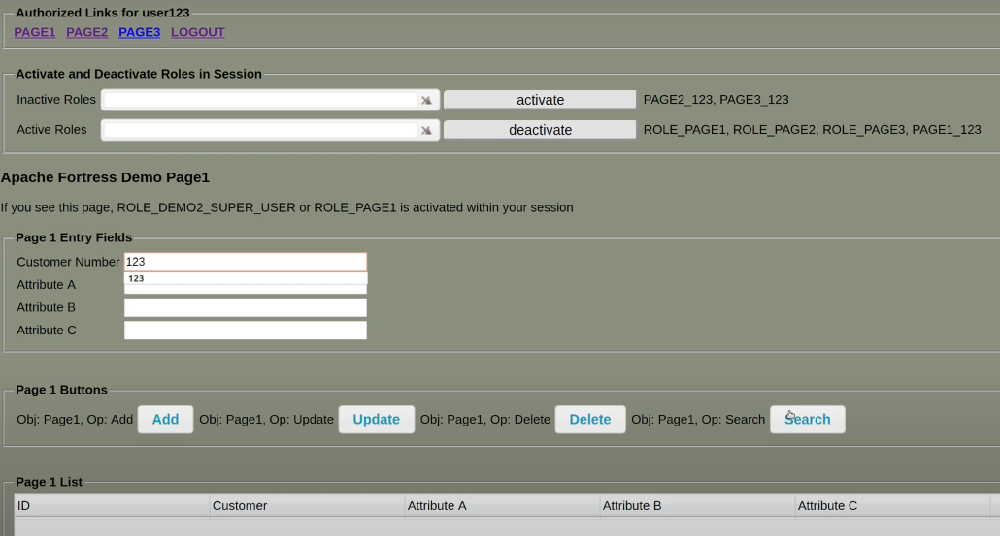 Authorized Links for user123
PAGE1 PAGE2 PAGE3 LOGOUT
Activate and Deactivate Roles in Session
Inactive Roles activate PAGE2_123, PAGE3_123
Active Roles deactivate ROLE_PAGE1, ROLE_PAGE2, ROLE_PAGE3, PAGE1_123
Apache Fortress Demo Page1
If you see this page, ROLE_DEMO2_SUPER_USER or ROLE_PAGE1 is activated within your session
Page 1 Entry Fields
Customer Number 123
123
Attribute A
Attribute B
Attribute C
Page 1 Buttons
Obj: Page1, Op: Add Add Obj: Page1, Op: Update Update Obj: Page1, Op: Delete Delete Obj: Page1, Op: Search Search
Page 1 List
ID Customer Attribute A Attribute B Attribute C